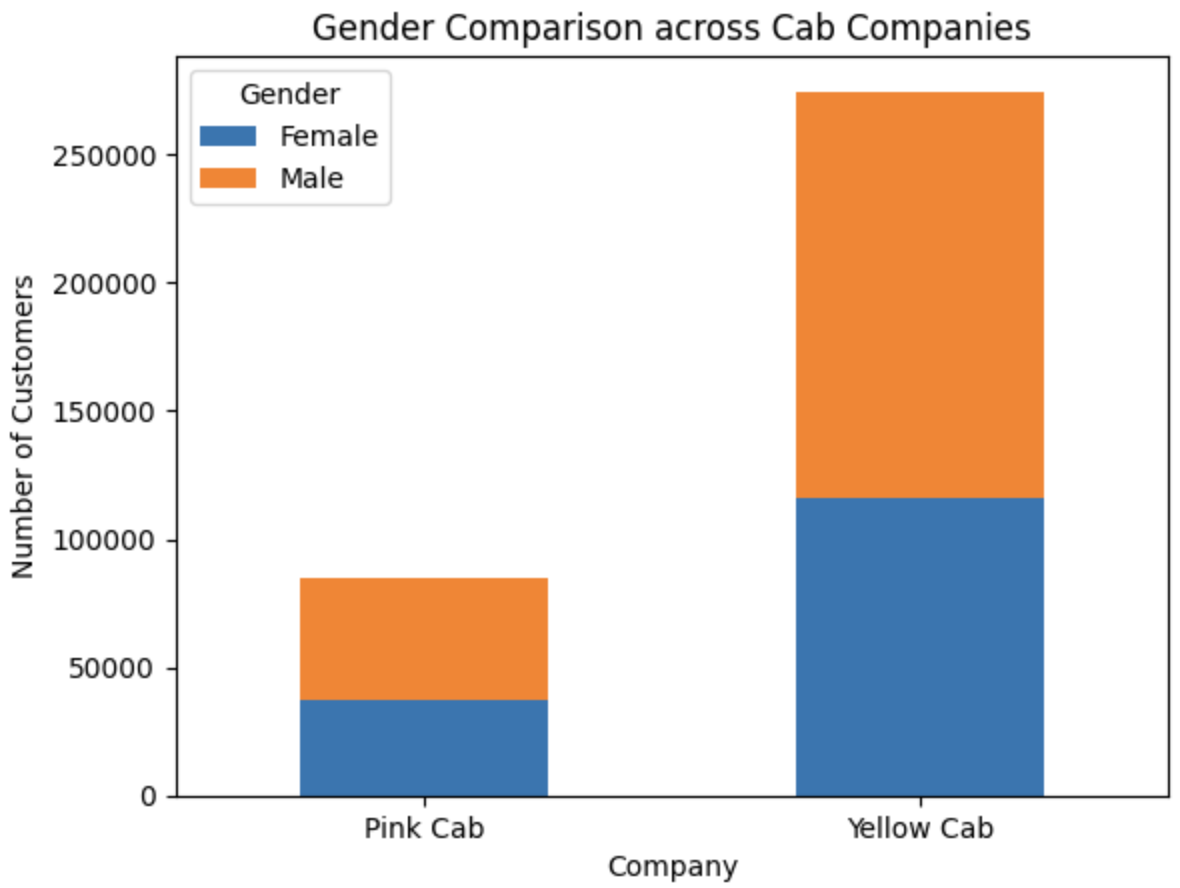 Gender Comparison across Cab Companies
Gender
Female
Male
250000
200000
150000
100000
50000
0
Number of Customers
Pink Cab
Yellow Cab
Company